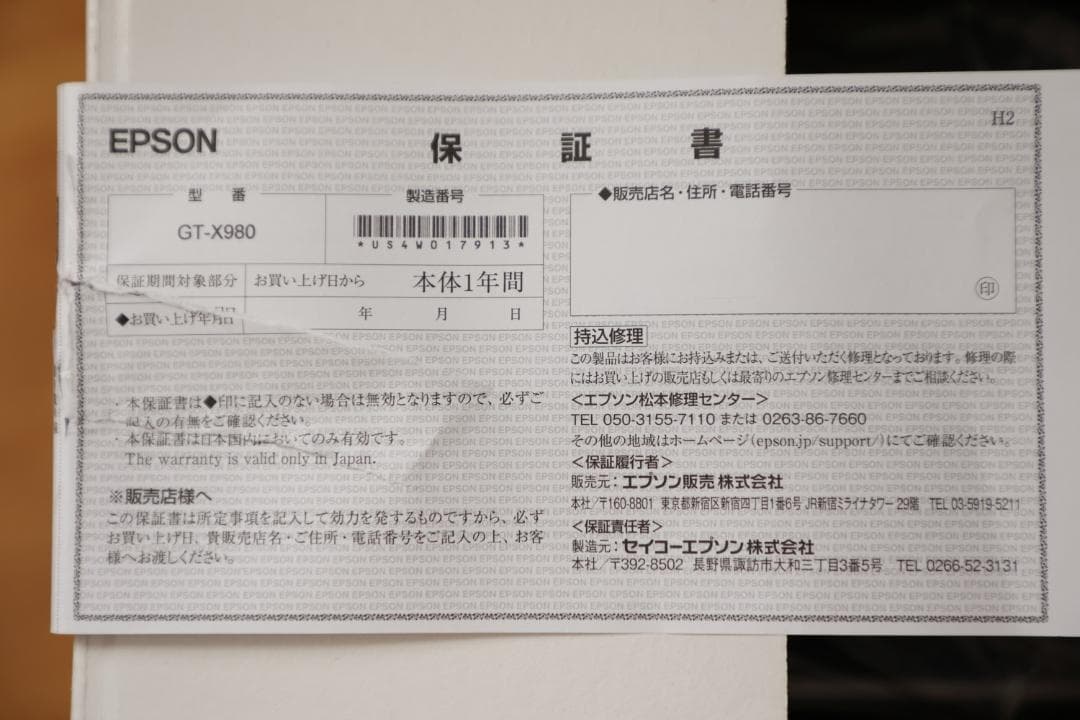 H2
EPSON
保証書
型番
製造番号
GT-X980
*US4W017913*
保証期間対象部分
お買い上げ日から
本体1年間
◆お買い上げ年月日
年 月 日
・本保証書は◆印に記入のない場合は無効となりますので、必ずご
記入の有無をご確認ください。
・本保証書は日本国内においてのみ有効です。
The warranty is valid only in Japan.
※販売店様へ
この保証書は所定事項を記入して効力を発するものですから、必ず
お買い上げ日、貴販売店名・ご住所・電話番号をご記入の上、お客
様へお渡しください。
◆販売店名・住所・電話番号
印
持込修理
この製品はお客様にお持込みまたは、ご送付いただく修理となっております。修理の際
にはお買い上げの販売店もしくは最寄りのエプソン修理センターまでご相談ください。
<エプソン松本修理センター>
TEL 050-3155-7110 または 0263-86-7660
その他の地域はホームページ(epson.jp/support/)にてご確認ください。
<保証履行者>
販売元:エプソン販売株式会社
本社/〒160-8801 東京都新宿区新宿四丁目1番6号 JR新宿ミライナタワー 29階 TEL 03-5919-5211
<保証責任者>
製造元:セイコーエプソン株式会社
本社/〒392-8502 長野県諏訪市大和三丁目3番5号 TEL 0266-52-3131